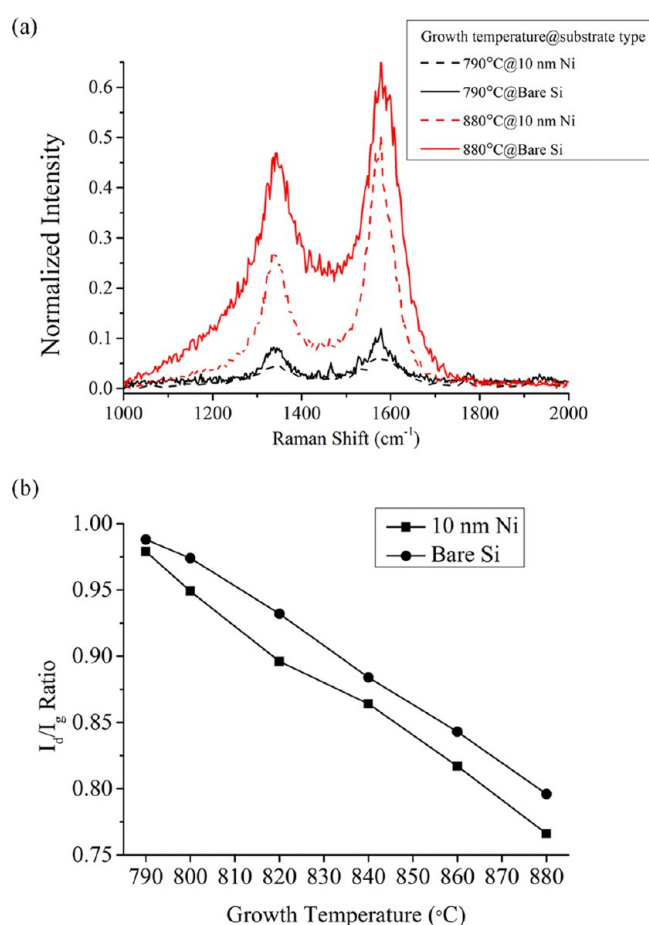 (a)
Growth temperature@substrate type
790°C@10 nm Ni
790°C@Bare Si
880°C@10 nm Ni
880°C@Bare Si
Normalized Intensity
0.6
0.5
0.4
0.3
0.2
0.1
0.0
1000 1200 1400 1600 1800 2000
Raman Shift (cm⁻¹)
(b)
10 nm Ni
Bare Si
I_d/I_g Ratio
1.00
0.95
0.90
0.85
0.80
0.75
790 800 810 820 830 840 850 860 870 880
Growth Temperature (°C)